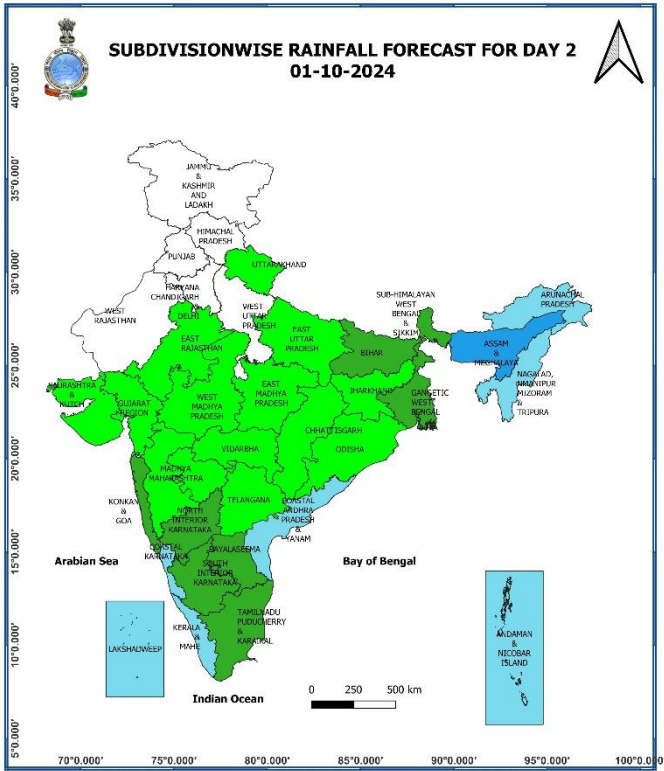 SUBDIVISIONWISE RAINFALL FORECAST FOR DAY 2
01-10-2024
40°0.000'
35°0.000'
30°0.000'
25°0.000'
20°0.000'
15°0.000'
10°0.000'
5°0.000'
JAMMU
&
KASHMIR
AND
LADAKH
HIMACHAL
PRADESH
PUNJAB
UTTARAKHAND
HARYANA
CHANDIGARH
&
DELHI
WEST
RAJASTHAN
WEST
UTTAR
PRADESH
EAST
RAJASTHAN
EAST
UTTAR
PRADESH
SUB-HIMALAYAN
WEST
BENGAL
&
SIKKIM
ARUNACHAL
PRADESH
ASSAM
&
MEGHALAYA
NAGALAD,
MANIPUR
MIZORAM
&
TRIPURA
BIHAR
SAURASHTRA
&
KUTCH
GUJARAT
REGION
WEST
MADHYA
PRADESH
EAST
MADHYA
PRADESH
JHARKHAND
GANGETIC
WEST
BENGAL
CHHATTISGARH
ODISHA
VIDARBHA
MADHYA
MAHARASHTRA
KONKAN
&
GOA
TELANGANA
NORTH
INTERIOR
KARNATAKA
COASTAL
ANDHRA
PRADESH
&
YANAM
COASTAL
KARNATAKA
RAYALASEEMA
SOUTH
INTERIOR
KARNATAKA
Arabian Sea
Bay of Bengal
TAMILNADU
PUDUCHERRY
&
KARAIKAL
KERALA
&
MAHE
LAKSHADWEEP
ANDAMAN
&
NICOBAR
ISLAND
Indian Ocean
0 250 500 km
70°0.000' 75°0.000' 80°0.000' 85°0.000' 90°0.000' 95°0.000' 100°0.000'